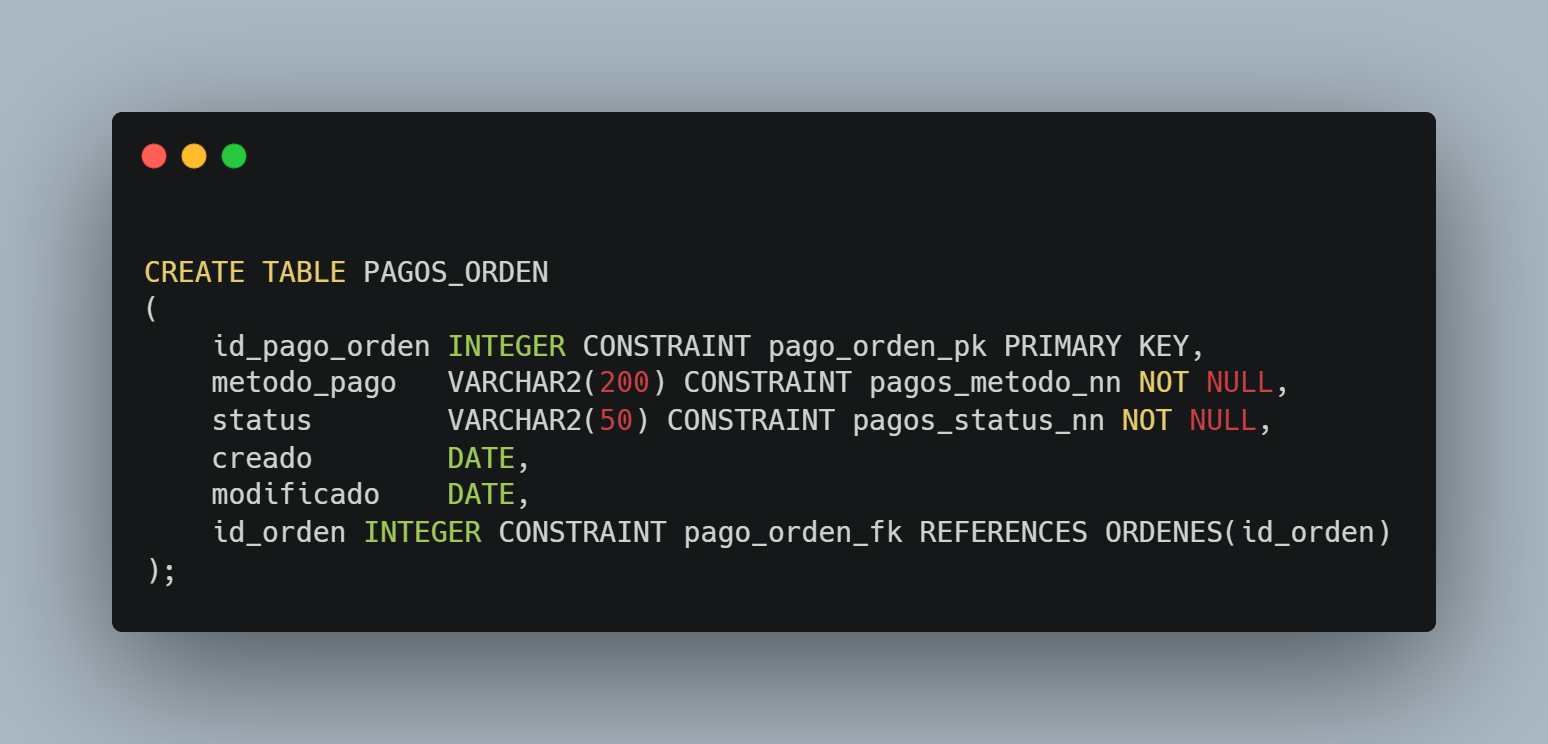 CREATE TABLE PAGOS_ORDEN
(
    id_pago_orden INTEGER CONSTRAINT pago_orden_pk PRIMARY KEY,
    metodo_pago   VARCHAR2(200) CONSTRAINT pagos_metodo_nn NOT NULL,
    status        VARCHAR2(50) CONSTRAINT pagos_status_nn NOT NULL,
    creado        DATE,
    modificado    DATE,
    id_orden INTEGER CONSTRAINT pago_orden_fk REFERENCES ORDENES(id_orden)
);